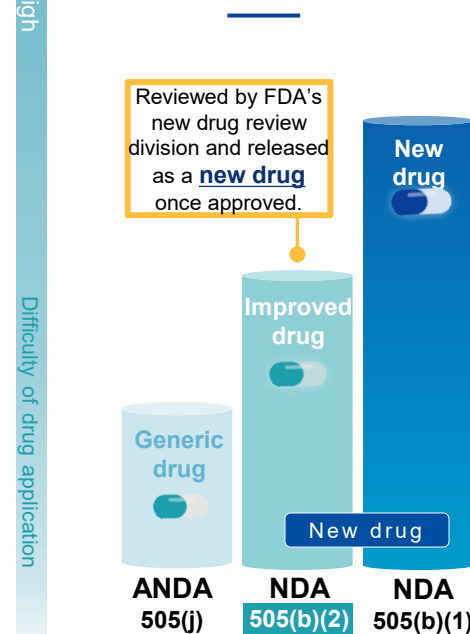 Reviewed by FDA's
new drug review
division and released
as a new drug
once approved.
New
drug
Improved
drug
Generic
drug
New drug
Difficulty of drug application
ANDA
505(j)
NDA
505(b)(2)
NDA
505(b)(1)